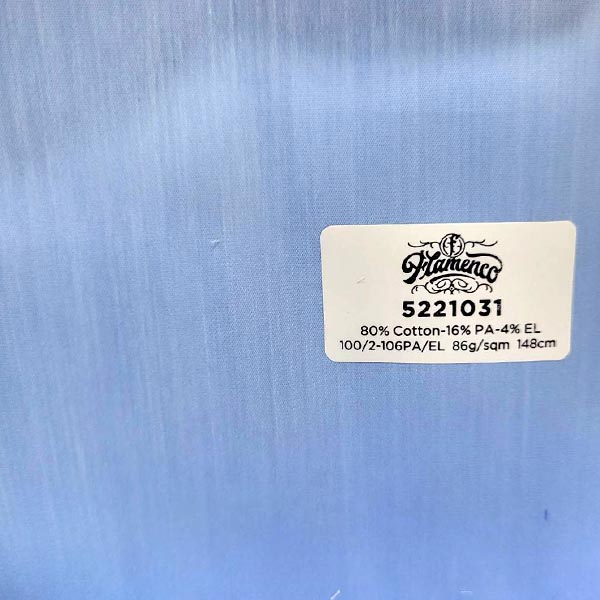 f
Flamenco
5221031
80% Cotton-16% PA-4% EL
100/2-106PA/EL 86g/sqm 148cm